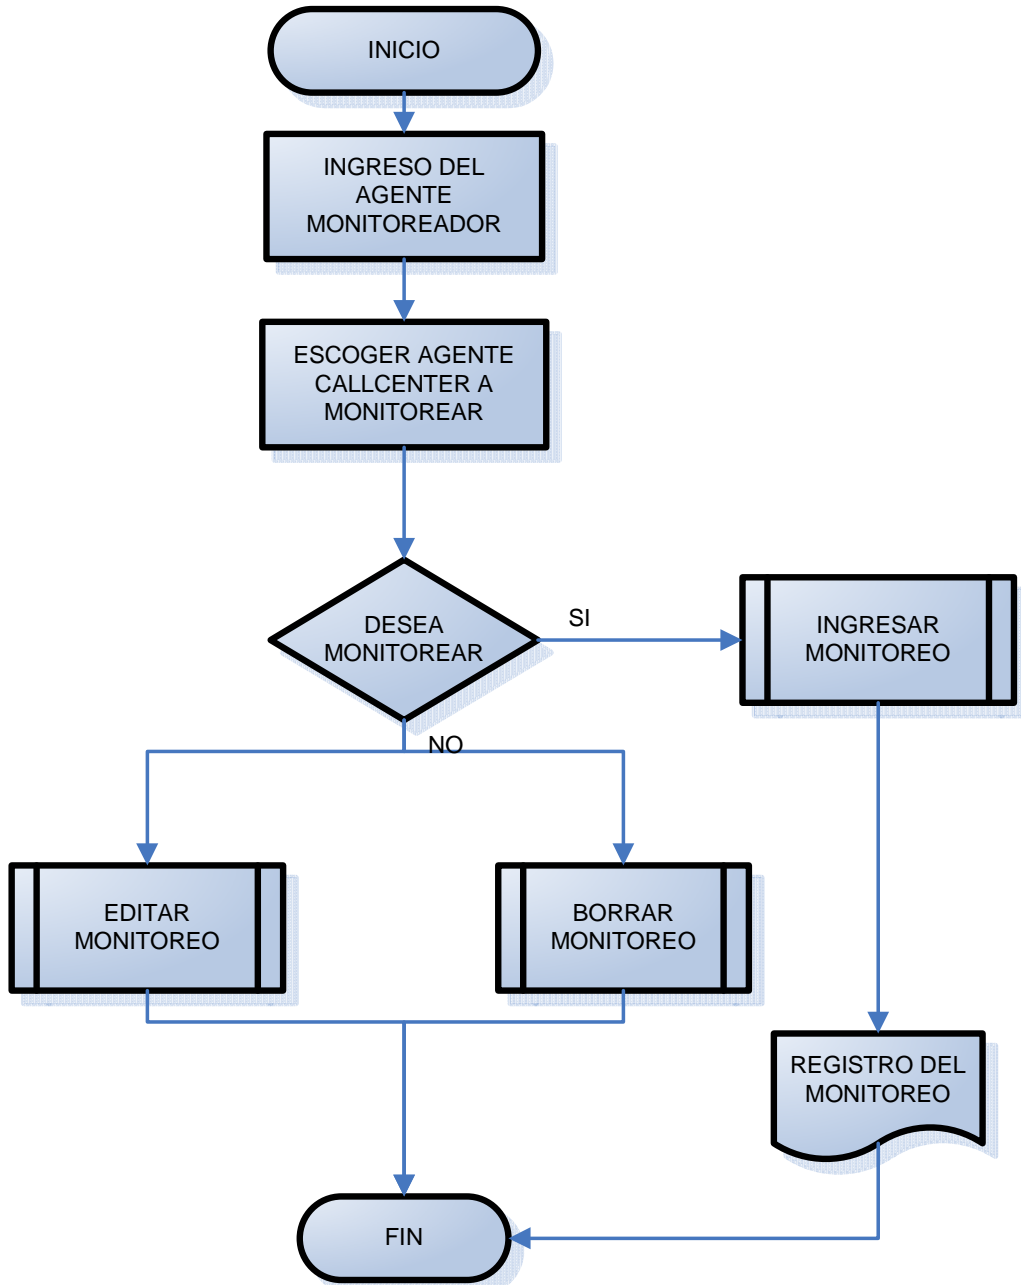 INICIO
INGRESO DEL
AGENTE
MONITOREADOR
ESCOGER AGENTE
CALLCENTER A
MONITOREAR
DESEA
MONITOREAR
SI
INGRESAR
MONITOREO
NO
EDITAR
MONITOREO
BORRAR
MONITOREO
REGISTRO DEL
MONITOREO
FIN